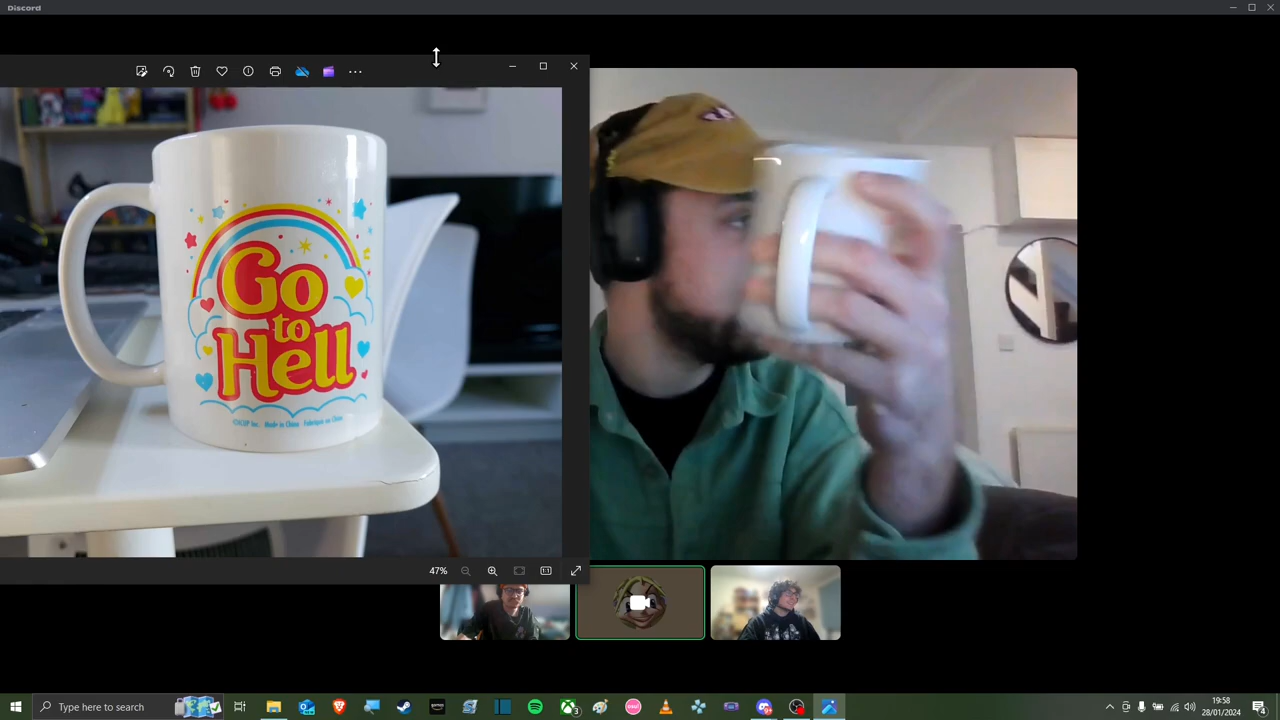 Discord
Go
to
Hell
47%
Type here to search
19:58
28/01/2024